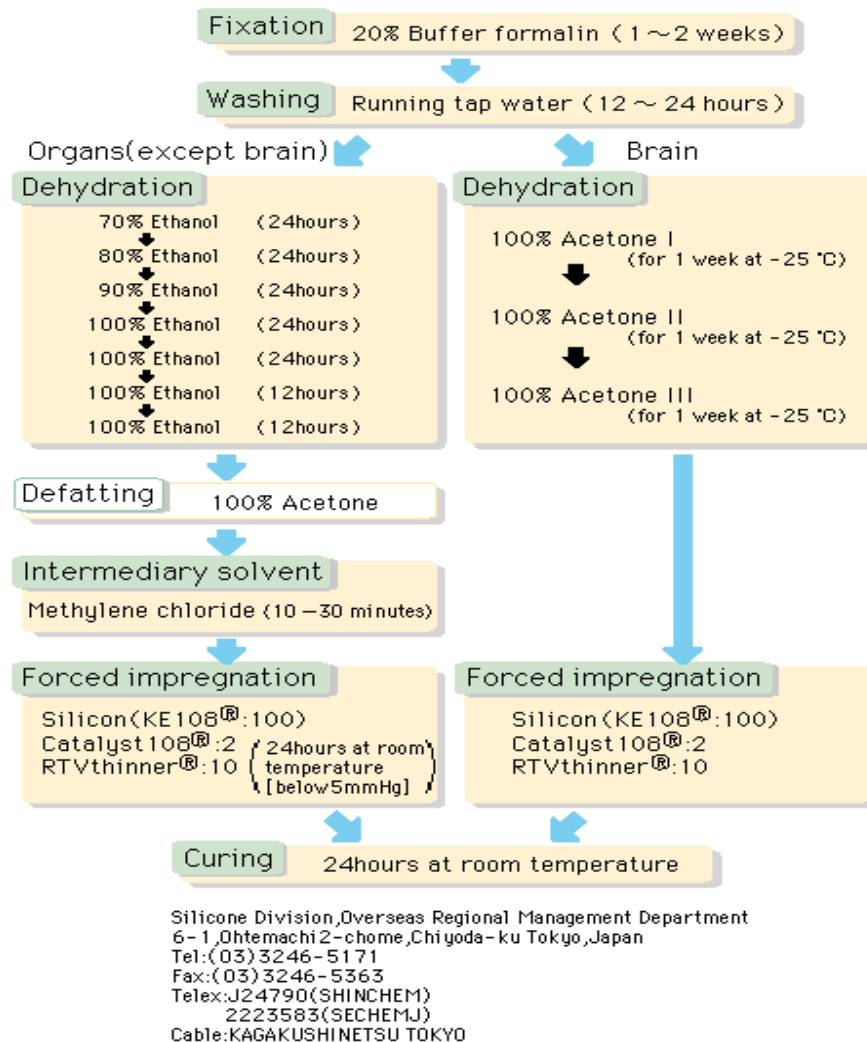 Fixation 20% Buffer formalin (1～2 weeks)
Washing Running tap water (12～24 hours)
Organs(except brain)
Dehydration
70% Ethanol (24hours)
80% Ethanol (24hours)
90% Ethanol (24hours)
100% Ethanol (24hours)
100% Ethanol (24hours)
100% Ethanol (12hours)
100% Ethanol (12hours)
Defatting 100% Acetone
Intermediary solvent
Methylene chloride (10−30 minutes)
Forced impregnation
Silicon(KE108®:100)
Catalyst108®:2
RTVthinner®:10
(24hours at room
temperature
[below5mmHg])
Brain
Dehydration
100% Acetone I
(for 1 week at -25 °C)
100% Acetone II
(for 1 week at -25 °C)
100% Acetone III
(for 1 week at -25 °C)
Forced impregnation
Silicon(KE108®:100)
Catalyst108®:2
RTVthinner®:10
Curing 24hours at room temperature
Silicone Division,Overseas Regional Management Department
6-1,Ohtemachi2-chome,Chiyoda-ku Tokyo,Japan
Tel:(03)3246-5171
Fax:(03)3246-5363
Telex:J24790(SHINCHEM)
2223583(SECHEMJ)
Cable:KAGAKUSHINETSU TOKYO